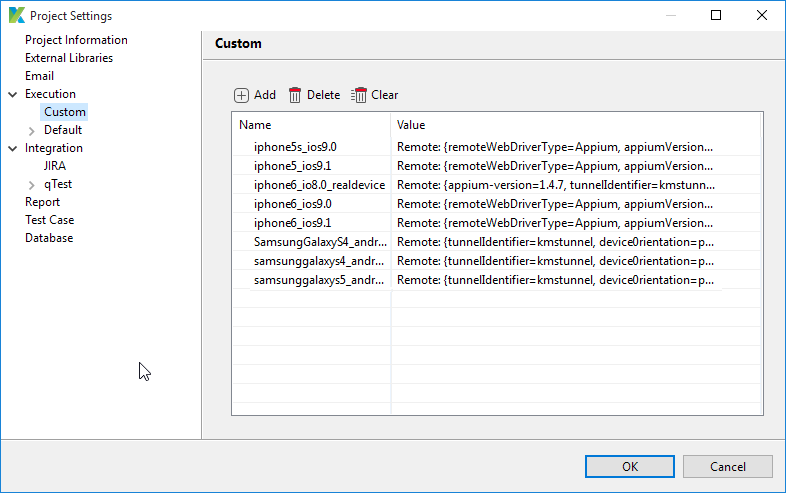 Project Settings
Project Information
External Libraries
Email
Execution
Custom
Default
Integration
JIRA
qTest
Report
Test Case
Database
Custom
Add Delete Clear
Name Value
iphone5s_ios9.0 Remote: {remoteWebDriverType=Appium, appiumVersion...
iphone5_ios9.1 Remote: {remoteWebDriverType=Appium, appiumVersion...
iphone6_io8.0_realdevice Remote: {appium-version=1.4.7, tunnelIdentifier=kmstunn...
iphone6_ios9.0 Remote: {remoteWebDriverType=Appium, appiumVersion...
iphone6_ios9.1 Remote: {remoteWebDriverType=Appium, appiumVersion...
SamsungGalaxyS4_andr... Remote: {tunnelIdentifier=kmstunnel, device0rientation=p...
samsunggalaxys4_andr... Remote: {tunnelIdentifier=kmstunnel, device0rientation=p...
samsunggalaxys5_andr... Remote: {tunnelIdentifier=kmstunnel, device0rientation=p...
OK Cancel